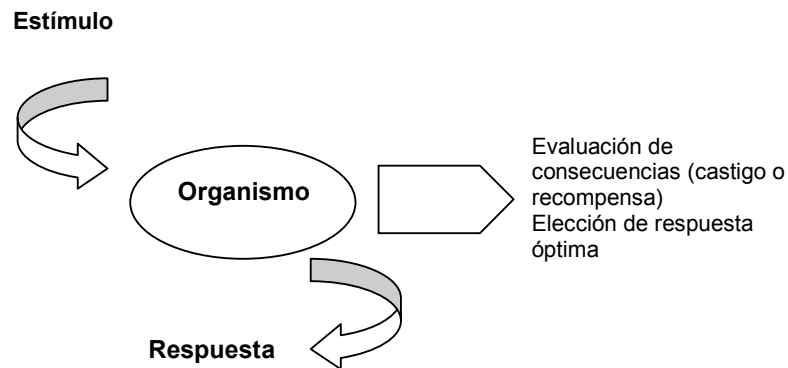 Estímulo
Organismo
Evaluación de
consecuencias (castigo o
recompensa)
Elección de respuesta
óptima
Respuesta